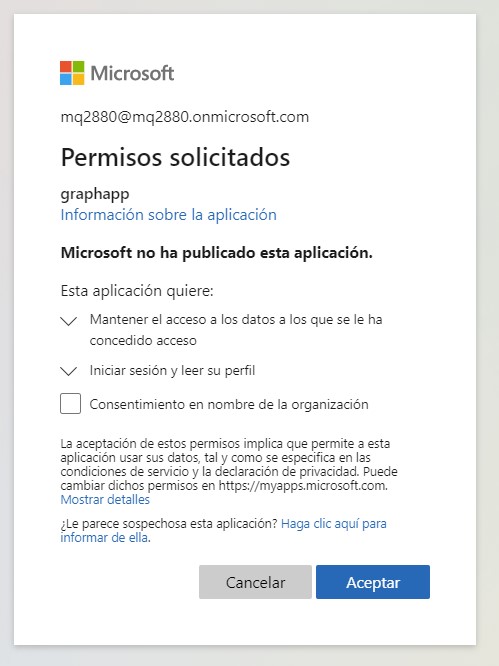 Microsoft
mq2880@mq2880.onmicrosoft.com
Permisos solicitados
graphapp
Información sobre la aplicación
Microsoft no ha publicado esta aplicación.
Esta aplicación quiere:
Mantener el acceso a los datos a los que se le ha
concedido acceso
Iniciar sesión y leer su perfil
Consentimiento en nombre de la organización
La aceptación de estos permisos implica que permite a esta
aplicación usar sus datos, tal y como se especifica en las
condiciones de servicio y la declaración de privacidad. Puede
cambiar dichos permisos en https://myapps.microsoft.com.
Mostrar detalles
¿Le parece sospechosa esta aplicación? Haga clic aquí para
informar de ella.
Cancelar
Aceptar